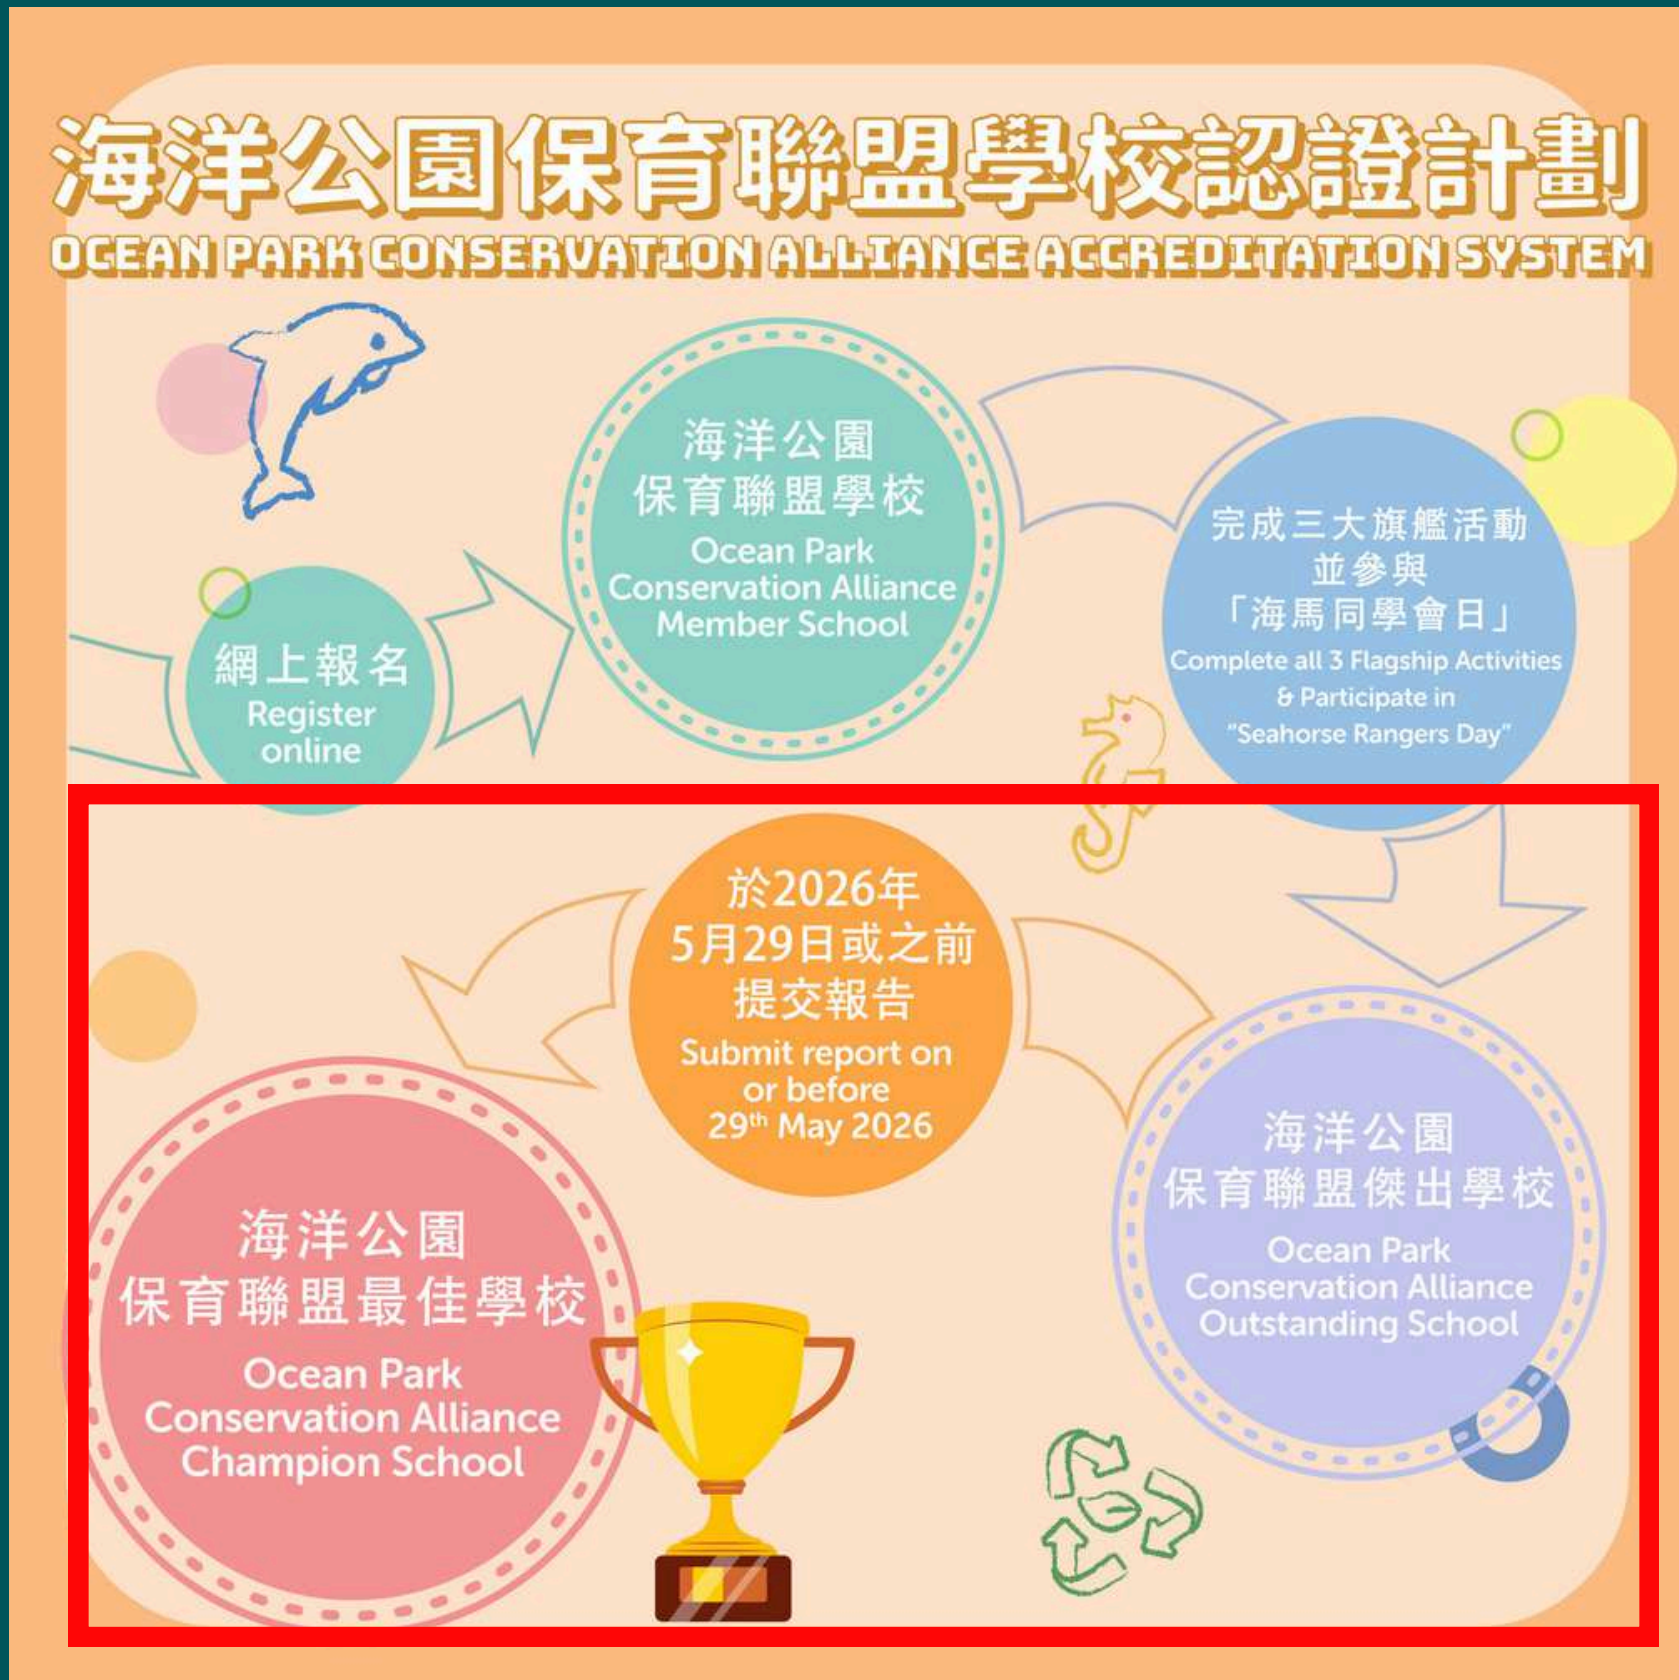 海洋公園保育聯盟學校認證計劃
OCEAN PARK CONSERVATION ALLIANCE ACCREDITATION SYSTEM
網上報名
Register
online
海洋公園
保育聯盟學校
Ocean Park
Conservation Alliance
Member School
完成三大旗艦活動
並參與
「海馬同學會日」
Complete all 3 Flagship Activities
& Participate in
"Seahorse Rangers Day"
海洋公園
保育聯盟傑出學校
Ocean Park
Conservation Alliance
Outstanding School
於2026年
5月29日或之前
提交報告
Submit report on
or before
29th May 2026
海洋公園
保育聯盟最佳學校
Ocean Park
Conservation Alliance
Champion School